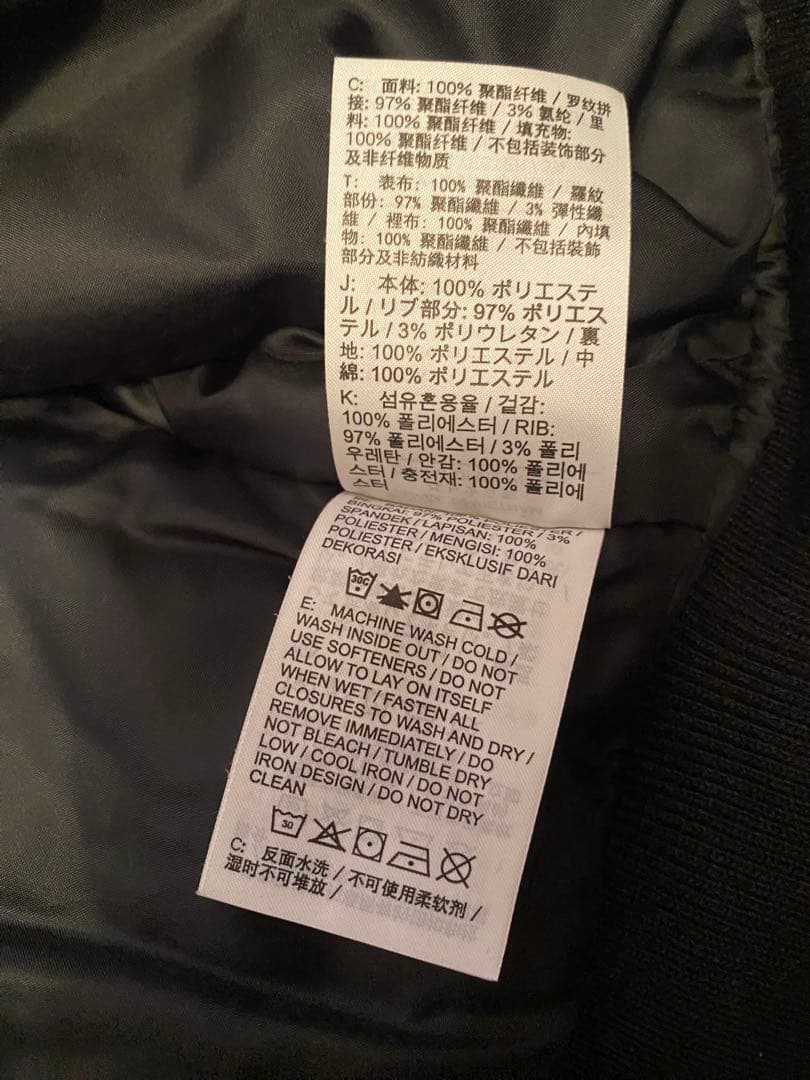 C: 面料: 100% 聚酯纤维 / 罗纹拼
接: 97% 聚酯纤维 / 3% 氨纶 / 里
料: 100% 聚酯纤维 / 填充物:
100% 聚酯纤维 / 不包括装饰部分
及非纤维物质
T: 表布: 100% 聚酯纖維 / 羅紋
部份: 97% 聚酯纖維 / 3% 彈性纖
維 / 裡布: 100% 聚酯纖維 / 內填
物: 100% 聚酯纖維 / 不包括裝飾
部分及非紡織材料
J: 本体: 100% ポリエステ
ル / リブ部分: 97% ポリエス
テル / 3% ポリウレタン / 裏
地: 100% ポリエステル / 中
綿: 100% ポリエステル
K: 섬유혼용율 / 겉감:
100% 폴리에스터 / RIB:
97% 폴리에스터 / 3% 폴리
우레탄 / 안감: 100% 폴리에
스터 / 충전재: 100% 폴리에
스터
BINGKAI: 97% POLIESTER / 3%
SPANDEK / LAPISAN: 100%
POLIESTER / MENGISI: 100%
POLIESTER / EKSKLUSIF DARI
DEKORASI
30C
E: MACHINE WASH COLD /
WASH INSIDE OUT / DO NOT
USE SOFTENERS / DO NOT
ALLOW TO LAY ON ITSELF
WHEN WET / FASTEN ALL
CLOSURES TO WASH AND DRY /
REMOVE IMMEDIATELY / DO
NOT BLEACH / TUMBLE DRY
LOW / COOL IRON / DO NOT
IRON DESIGN / DO NOT DRY
CLEAN
30
C: 反面水洗 / 不可使用柔软剂 /
湿时不可堆放 /